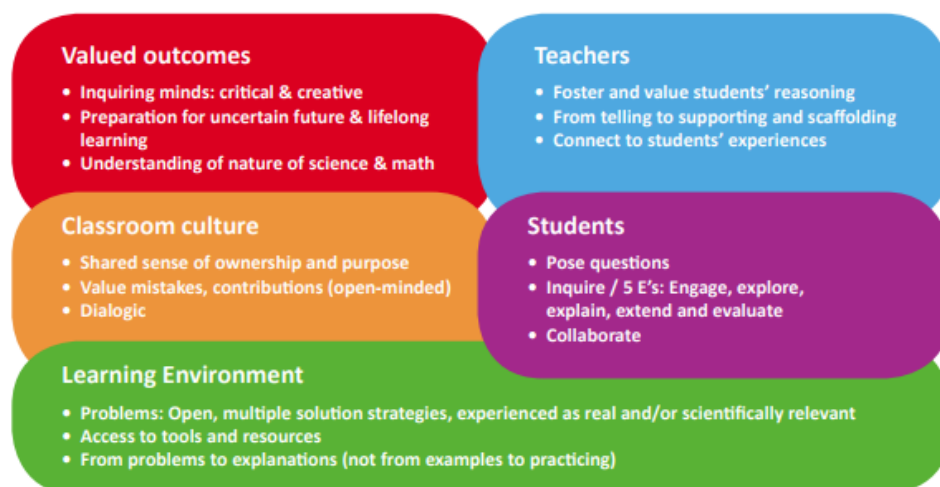 Valued outcomes
• Inquiring minds: critical & creative
• Preparation for uncertain future & lifelong
learning
• Understanding of nature of science & math
Teachers
• Foster and value students’ reasoning
• From telling to supporting and scaffolding
• Connect to students’ experiences
Classroom culture
• Shared sense of ownership and purpose
• Value mistakes, contributions (open-minded)
• Dialogic
Students
• Pose questions
• Inquire / 5 E’s: Engage, explore,
explain, extend and evaluate
• Collaborate
Learning Environment
• Problems: Open, multiple solution strategies, experienced as real and/or scientifically relevant
• Access to tools and resources
• From problems to explanations (not from examples to practicing)